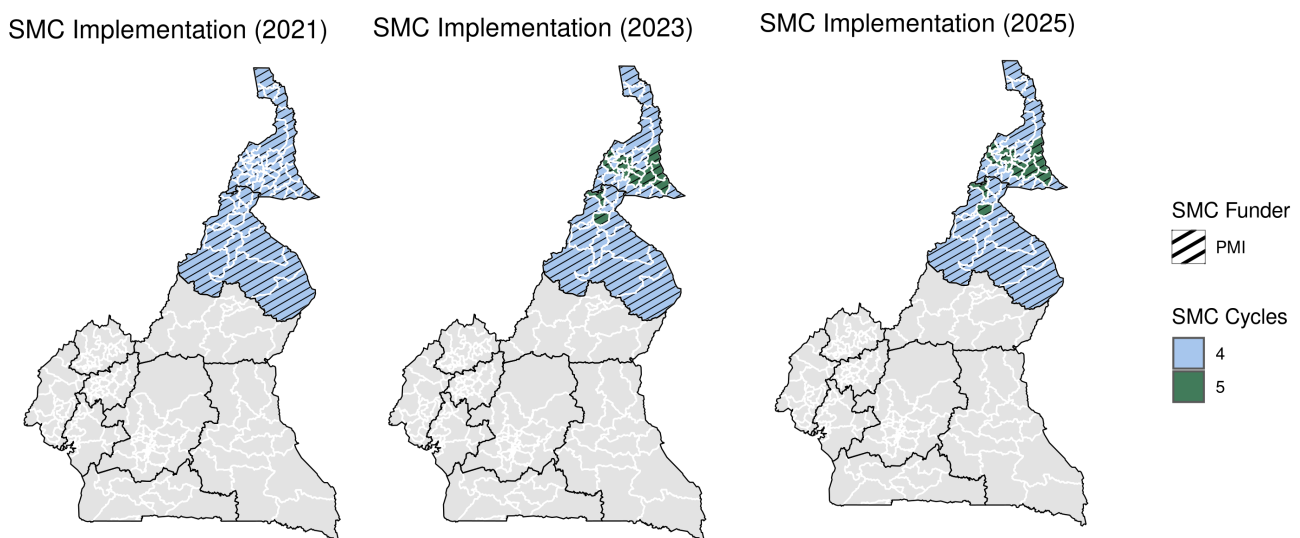 SMC Implementation (2021)
SMC Implementation (2023)
SMC Implementation (2025)
SMC Funder
PMI
SMC Cycles
4
5